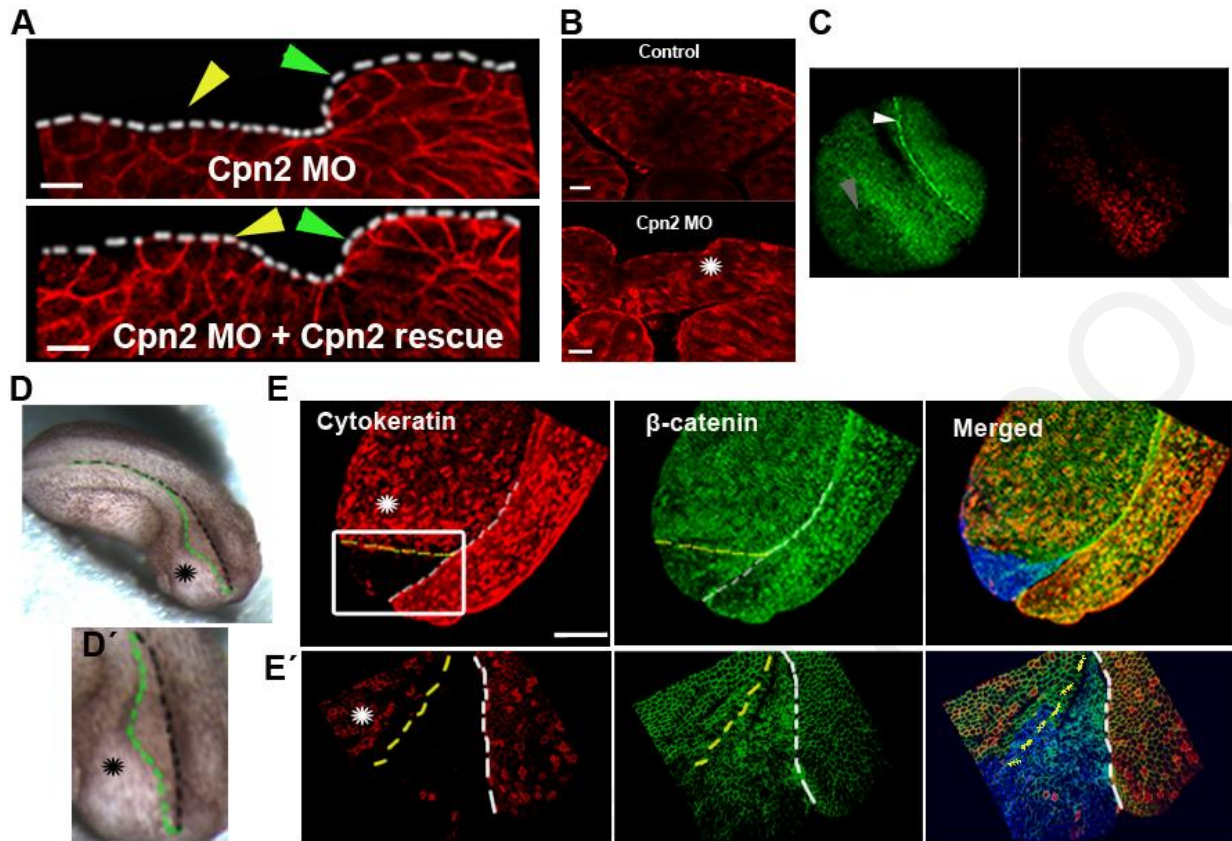 A
Cpn2 MO
Cpn2 MO + Cpn2 rescue
B
Control
Cpn2 MO
C
D
D´
E
Cytokeratin
β-catenin
Merged
E´